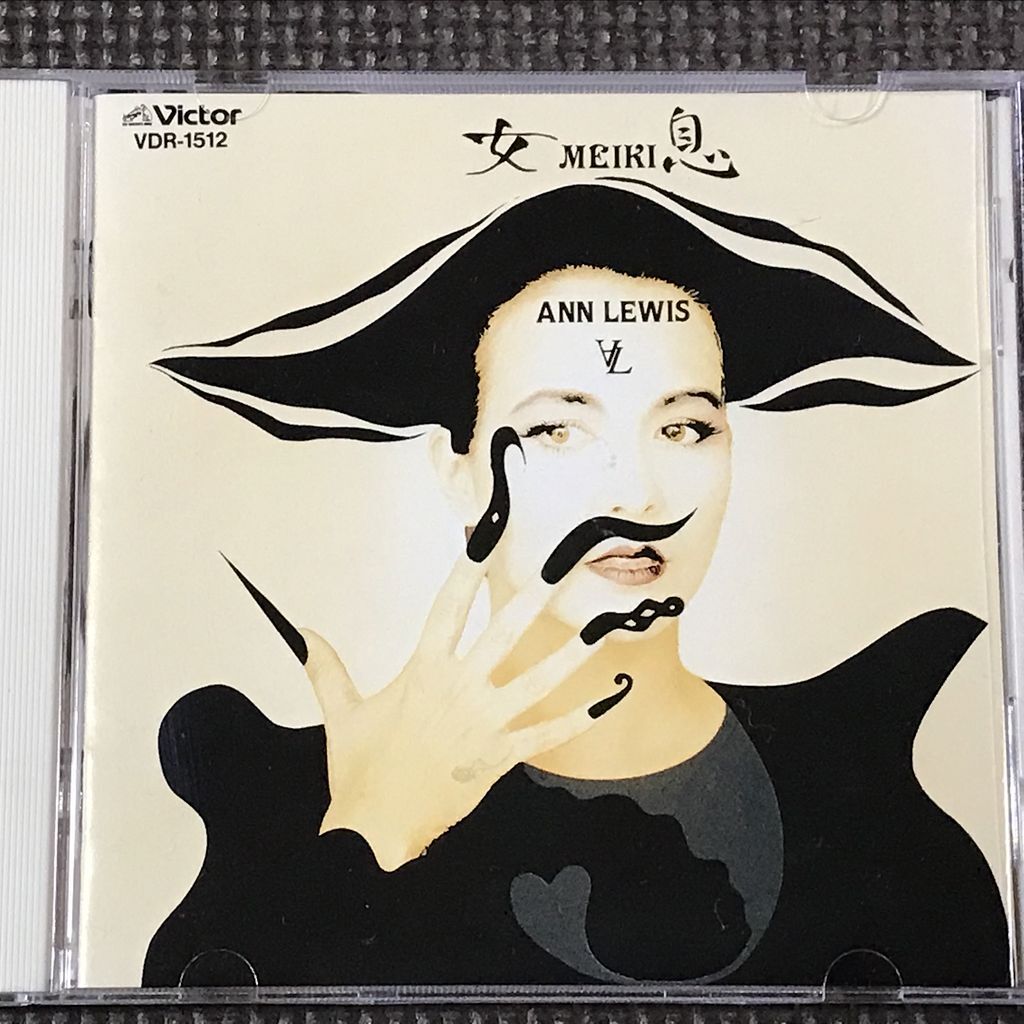 Victor
VDR-1512
女 MEIKI 息
ANN LEWIS
AL